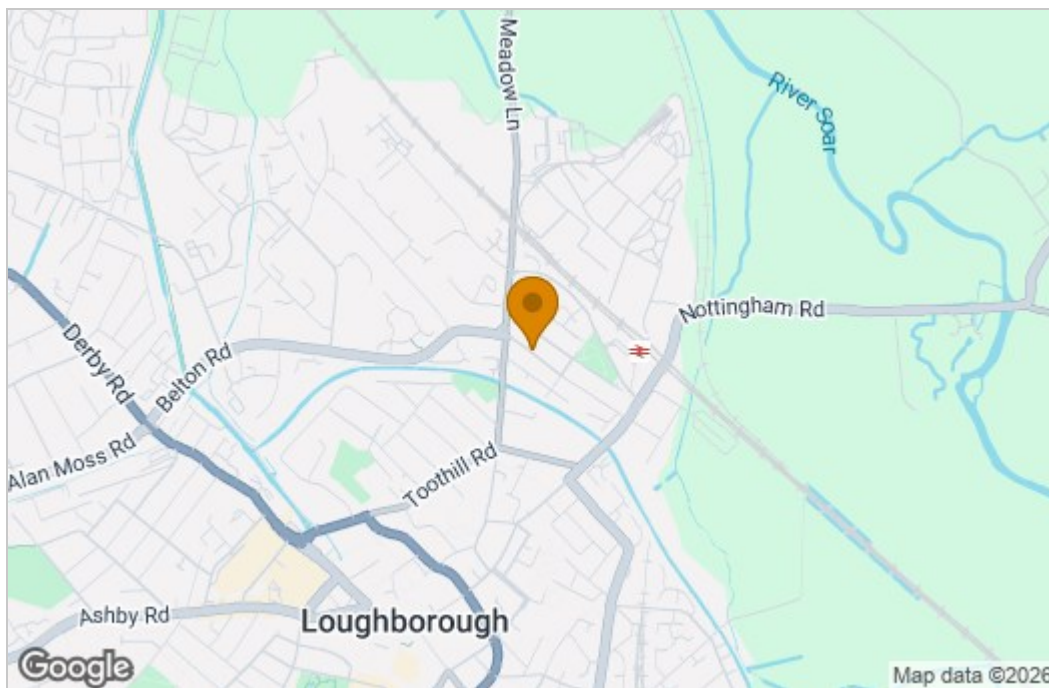 Meadow Ln
River Soar
Nottingham Rd
Derby Rd
Belton Rd
Alan Moss Rd
Toothill Rd
Ashby Rd
Loughborough
Google
Map data ©2026